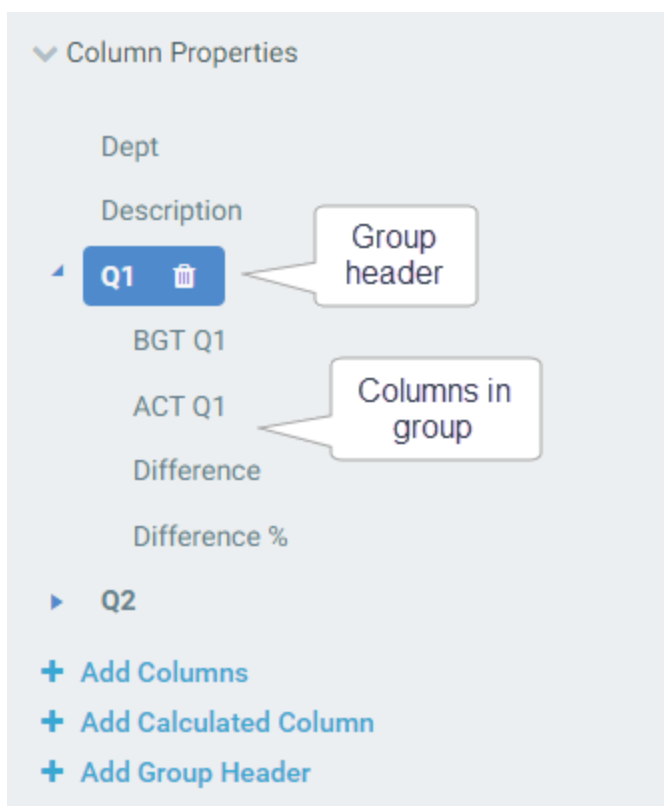 Column Properties
Dept
Description
Group
header
Q1
BGT Q1
Columns in
group
ACT Q1
Difference
Difference %
Q2
+ Add Columns
+ Add Calculated Column
+ Add Group Header